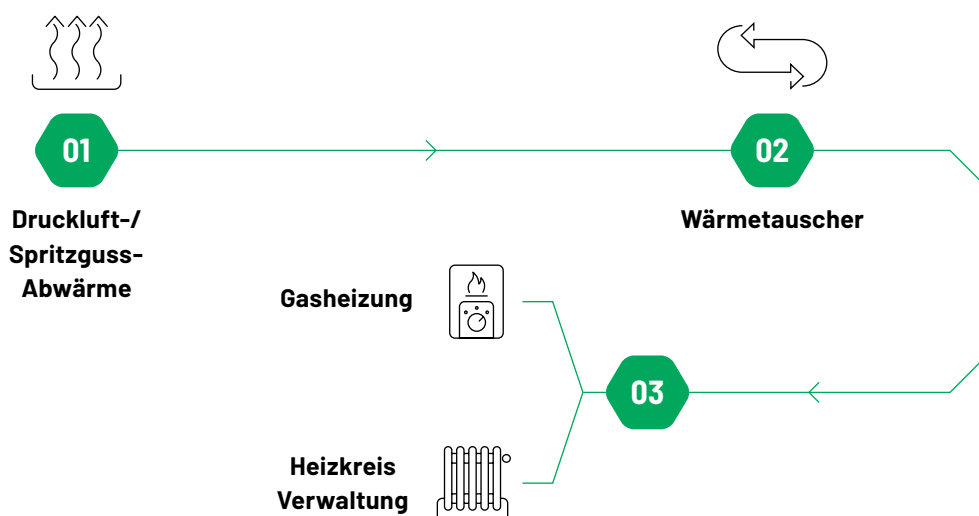 01
02
Druckluft-/
Spritzguss-
Abwärme
Wärmetauscher
Gasheizung
03
Heizkreis
Verwaltung